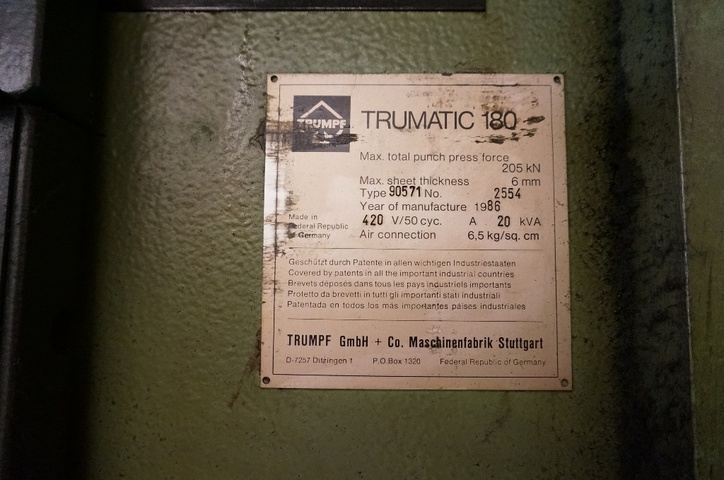 TRUMPF
TRUMATIC 180
Max. total punch press force
205 kN
Max. sheet thickness 6 mm
Type 90571 No. 2554
Year of manufacture 1986
Made in
Federal Republic
of Germany
420 V/50 cyc. A 20 kVA
Air connection 6,5 kg/sq. cm
Geschützt durch Patente in allen wichtigen Industriestaaten
Covered by patents in all the important industrial countries
Brevets déposés dans tous les pays industriels importants
Protetto da brevetti in tutti gli importanti stati industriali
Patentada en todos los más importantes países industriales
TRUMPF GmbH + Co. Maschinenfabrik Stuttgart
D-7257 Ditzingen 1 P.O.Box 1320 Federal Republic of Germany